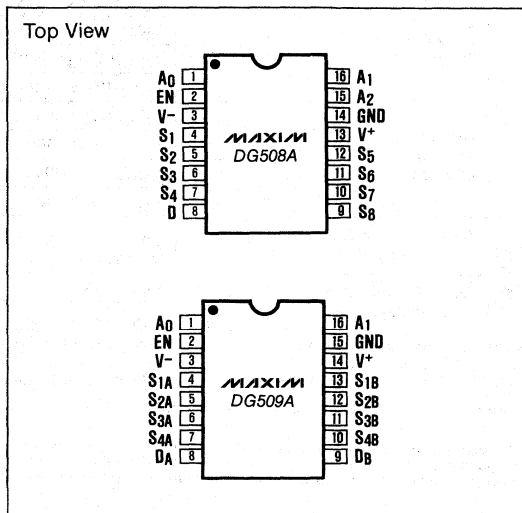 Top View
A0 1 16 A1
EN 2 15 A2
V- 3 14 GND
S1 4 MAXIM 13 V+
S2 5 DG508A 12 S5
S3 6 11 S6
S4 7 10 S7
D 8 9 S8
A0 1 16 A1
EN 2 15 GND
V- 3 14 V+
S1A 4 MAXIM 13 S1B
S2A 5 DG509A 12 S2B
S3A 6 11 S3B
S4A 7 10 S4B
DA 8 9 DB